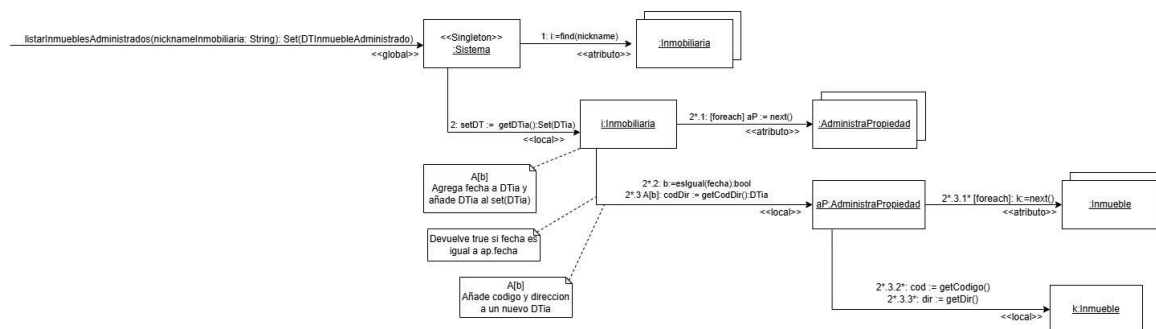 listarInmueblesAdministrados(nicknameInmobiliaria: String): Set(DTInmuebleAdministrado)
<<global>>
<<Singleton>>
:Sistema
1: i:=find(nickname)
<<atributo>>
:Inmobiliaria
2: setDT := getDTia():Set(DTia)
<<local>>
i:Inmobiliaria
2*.1: [foreach] aP := next()
<<atributo>>
:AdministraPropiedad
A[b]
Agrega fecha a DTia y
añade DTia al set(DTia)
2*.2: b:=esIgual(fecha):bool
2*.3 A[b]: codDir := getCodDir():DTia
<<local>>
aP:AdministraPropiedad
2*.3.1* [foreach]: k:=next()
<<atributo>>
:Inmueble
Devuelve true si fecha es
igual a ap.fecha
A[b]
Añade codigo y direccion
a un nuevo DTia
2*.3.2*: cod := getCodigo()
2*.3.3*: dir := getDir()
<<local>>
k:Inmueble